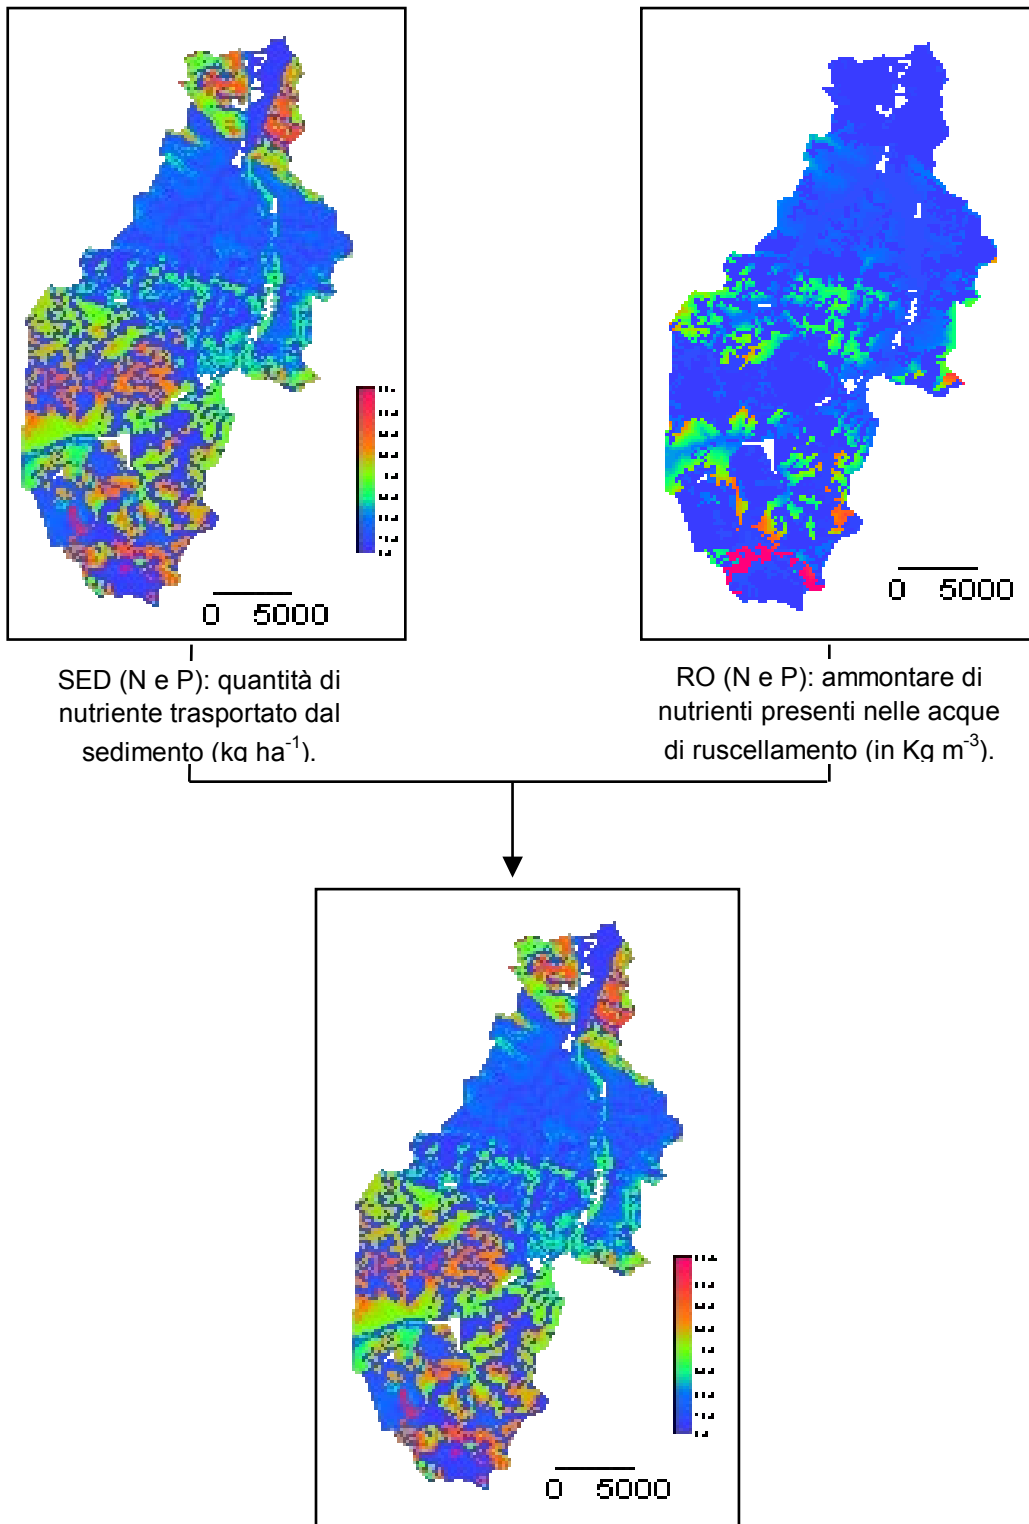 0 5000
0 5000
SED (N e P): quantità di
nutriente trasportato dal
sedimento (kg ha⁻¹).
RO (N e P): ammontare di
nutrienti presenti nelle acque
di ruscellamento (in Kg m⁻³).
0 5000